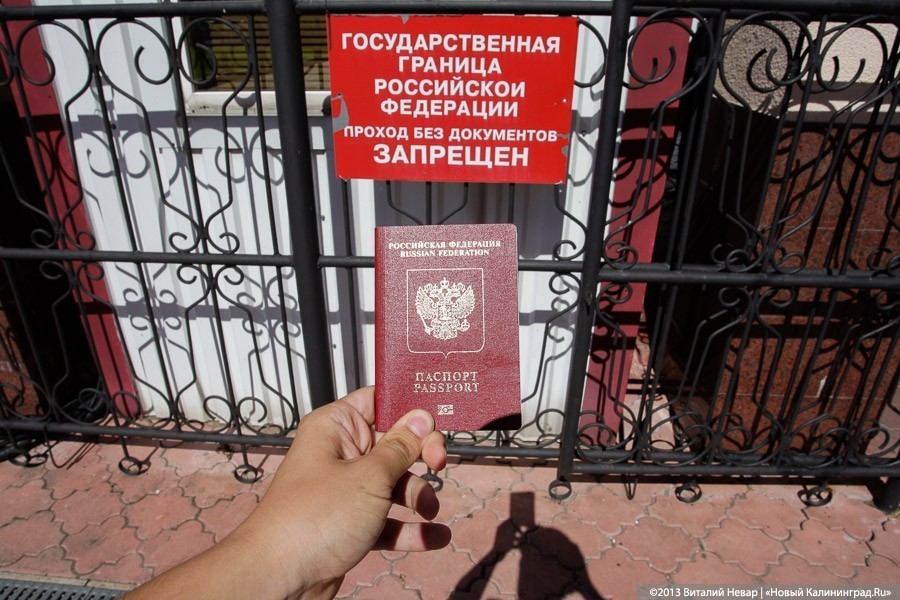 ГОСУДАРСТВЕННАЯ
ГРАНИЦА
РОССИЙСКОЙ
ФЕДЕРАЦИИ
ПРОХОД БЕЗ ДОКУМЕНТОВ
ЗАПРЕЩЕН
РОССИЙСКАЯ ФЕДЕРАЦИЯ
RUSSIAN FEDERATION
ПАСПОРТ
PASSPORT
©2013 Виталий Невар | «Новый Калининград.Ru»